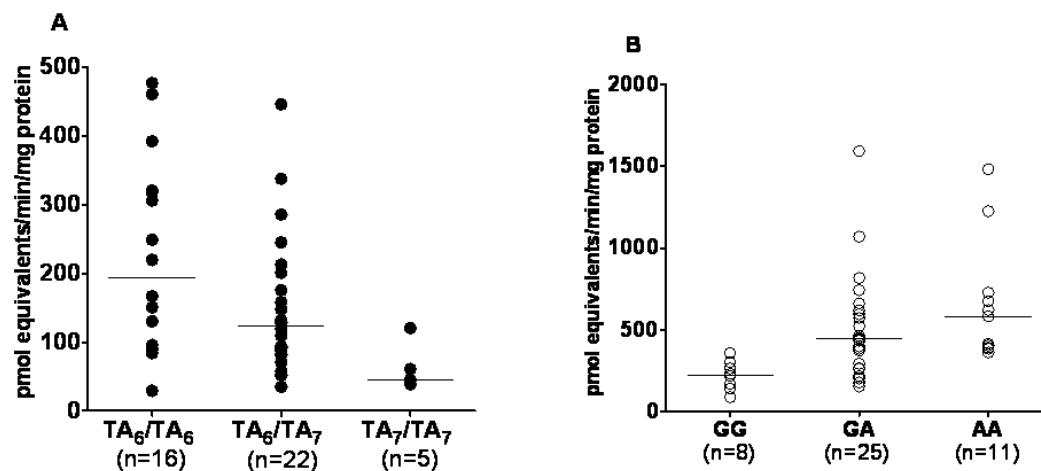 A
pmol equivalents/min/mg protein
500
400
300
200
100
0
TA₆/TA₆ TA₆/TA₇ TA₇/TA₇
(n=16) (n=22) (n=5)
B
pmol equivalents/min/mg protein
2000
1500
1000
500
0
GG GA AA
(n=8) (n=25) (n=11)